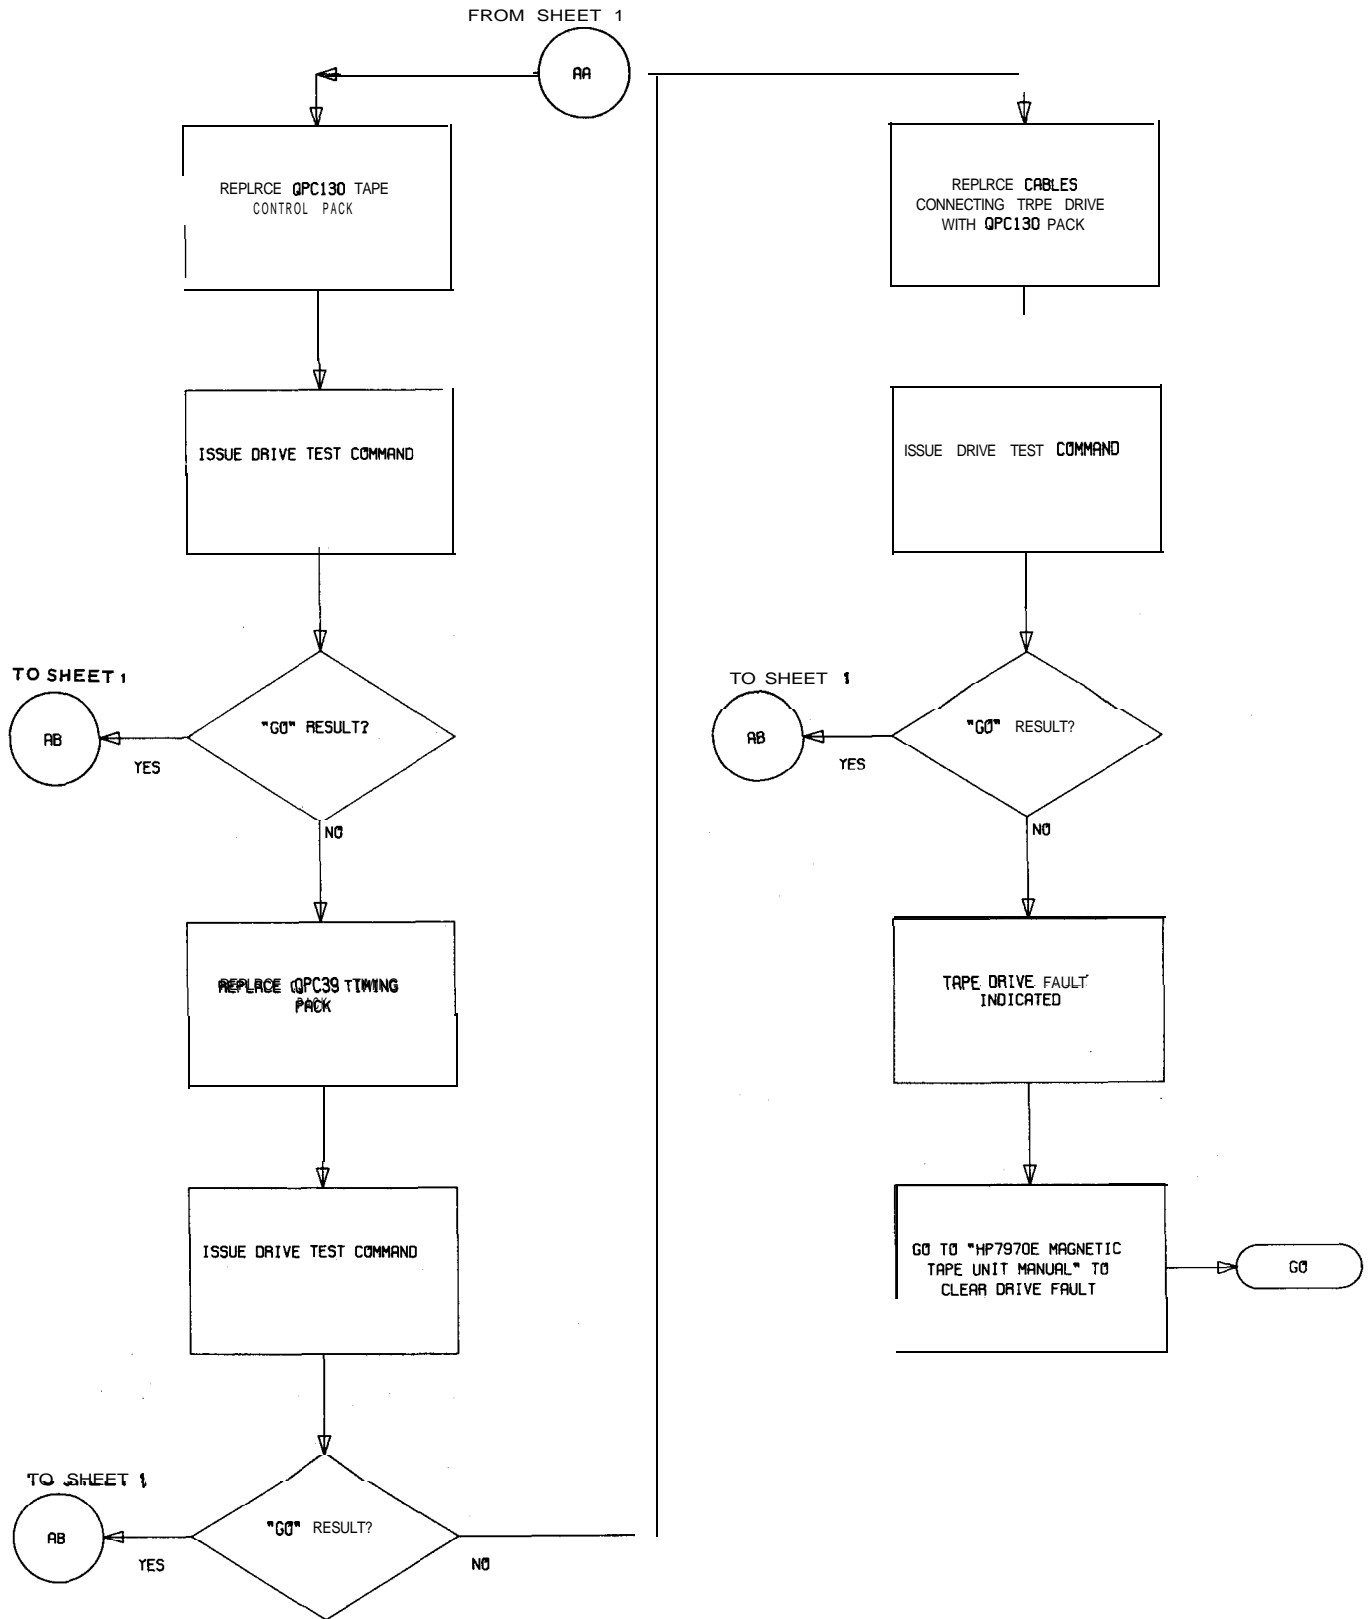 FROM SHEET 1
AA
REPLACE QPC130 TAPE
CONTROL PACK
ISSUE DRIVE TEST COMMAND
TO SHEET 1
AB
"GO" RESULT?
YES
NO
REPLACE QPC39 TIMING
PACK
ISSUE DRIVE TEST COMMAND
TO SHEET 1
AB
"GO" RESULT?
YES
NO
REPLACE CABLES
CONNECTING TAPE DRIVE
WITH QPC130 PACK
ISSUE DRIVE TEST COMMAND
TO SHEET 1
AB
"GO" RESULT?
YES
NO
TAPE DRIVE FAULT
INDICATED
GO TO "HP7970E MAGNETIC
TAPE UNIT MANUAL" TO
CLEAR DRIVE FAULT
GO